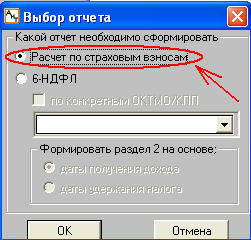 Выбор отчета
Какой отчет необходимо сформировать
Расчет по страховым взносам
6-НДФЛ
по конкретным ОКТМО/КПП
Формировать раздел 2 на основе:
даты получения дохода
даты удержания налога
OK
Отмена